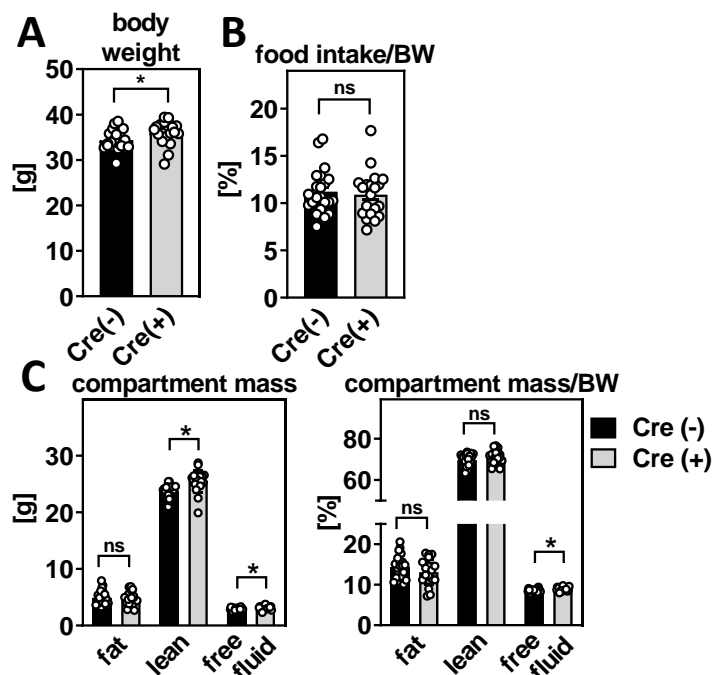 A
body
weight
[g]
50
40
30
20
10
0
*
Cre(-)
Cre(+)
B
food intake/BW
[%]
20
15
10
5
0
ns
Cre(-)
Cre(+)
C
compartment mass
[g]
30
20
10
0
ns
*
*
fat
lean
free
fluid
compartment mass/BW
[%]
80
60
20
10
0
ns
ns
*
fat
lean
free
fluid
Cre (-)
Cre (+)